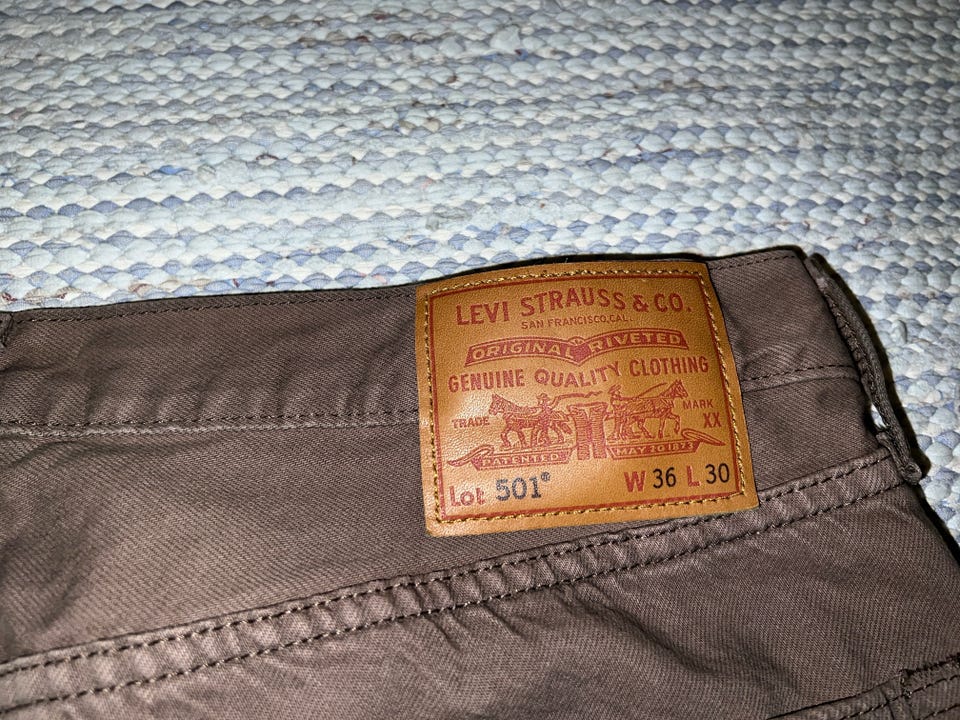 LEVI STRAUSS & CO.
SAN FRANCISCO, CAL.
ORIGINAL RIVETED
GENUINE QUALITY CLOTHING
TRADE MARK
XX
PATENTED MAY 20 1873
Lot 501® W 36 L 30